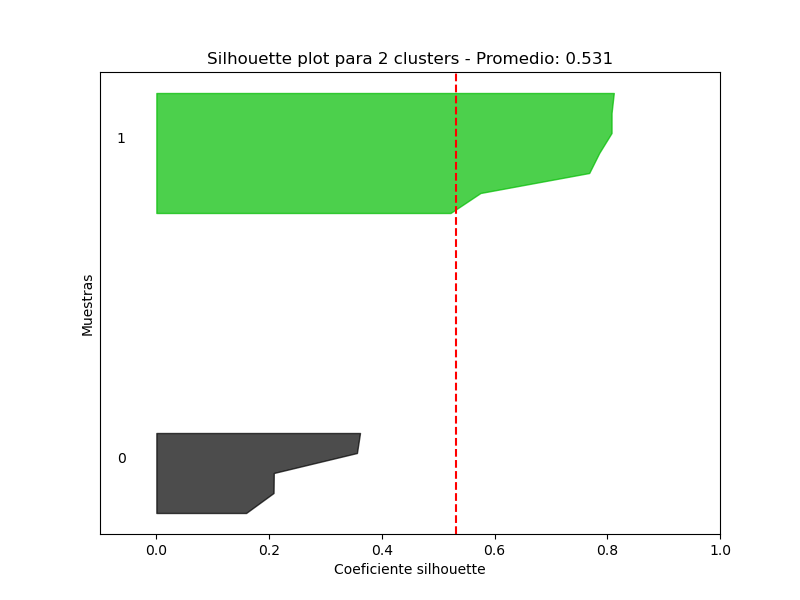 Silhouette plot para 2 clusters - Promedio: 0.531
1
Muestras
0
0.0 0.2 0.4 0.6 0.8 1.0
Coeficiente silhouette